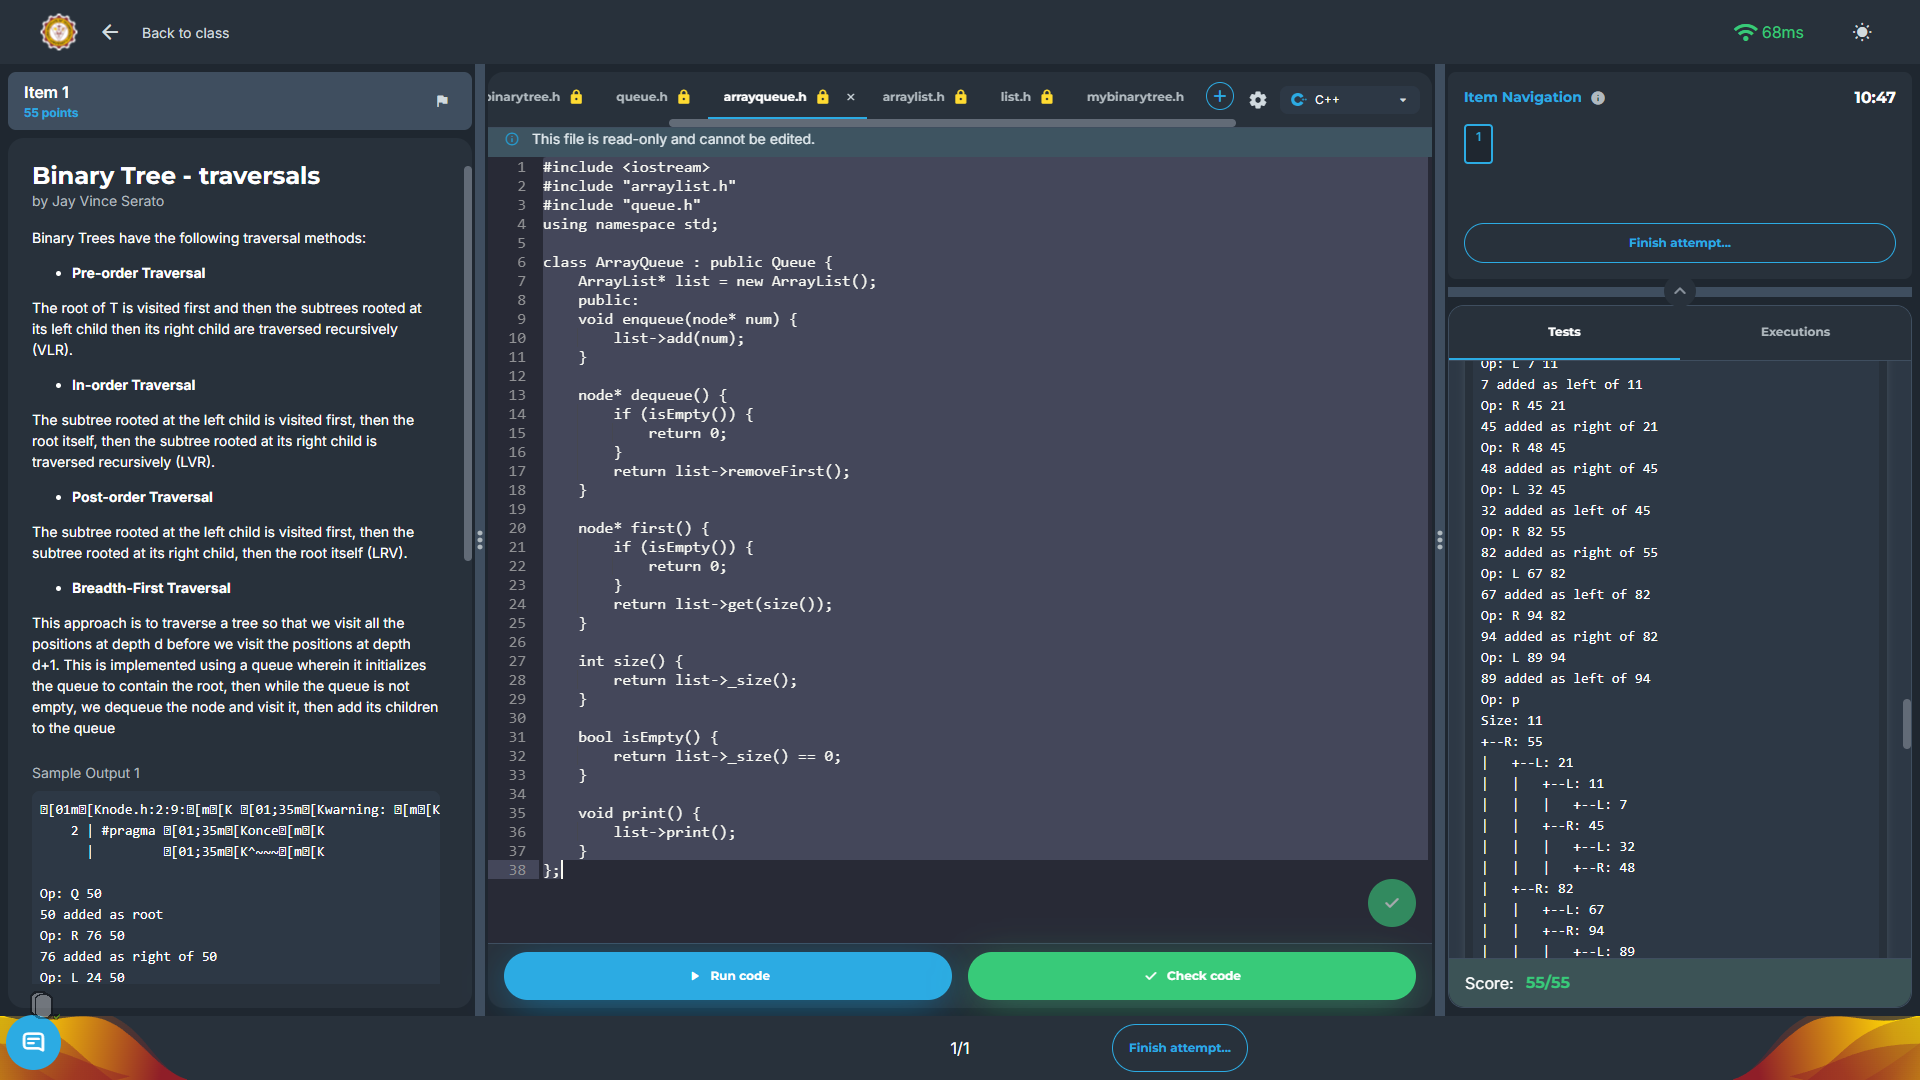 Back to class
68ms
Item 1
55 points
Binary Tree - traversals
by Jay Vince Serato
Binary Trees have the following traversal methods:
• Pre-order Traversal
The root of T is visited first and then the subtrees rooted at
its left child then its right child are traversed recursively
(VLR).
• In-order Traversal
The subtree rooted at the left child is visited first, then the
root itself, then the subtree rooted at its right child is
traversed recursively (LVR).
• Post-order Traversal
The subtree rooted at the left child is visited first, then the
subtree rooted at its right child, then the root itself (LRV).
• Breadth-First Traversal
This approach is to traverse a tree so that we visit all the
positions at depth d before we visit the positions at depth
d+1. This is implemented using a queue wherein it initializes
the queue to contain the root, then while the queue is not
empty, we dequeue the node and visit it, then add its children
to the queue
Sample Output 1
[01m[Knode.h:2:9:[m[K [01;35m[Kwarning: [m[K
2 | #pragma [01;35m[Konce[m[K
| [01;35m[K^~~~[m[K
Op: Q 50
50 added as root
Op: R 76 50
76 added as right of 50
Op: L 24 50
binarytree.h
queue.h
arrayqueue.h ×
arraylist.h
list.h
mybinarytree.h
+
C++
This file is read-only and cannot be edited.
1 #include <iostream>
2 #include "arraylist.h"
3 #include "queue.h"
4 using namespace std;
5
6 class ArrayQueue : public Queue {
7     ArrayList* list = new ArrayList();
8     public:
9     void enqueue(node* num) {
10         list->add(num);
11     }
12
13     node* dequeue() {
14         if (isEmpty()) {
15             return 0;
16         }
17         return list->removeFirst();
18     }
19
20     node* first() {
21         if (isEmpty()) {
22             return 0;
23         }
24         return list->get(size());
25     }
26
27     int size() {
28         return list->_size();
29     }
30
31     bool isEmpty() {
32         return list->_size() == 0;
33     }
34
35     void print() {
36         list->print();
37     }
38 };
Run code
Check code
Item Navigation
10:47
1
Finish attempt...
Tests
Executions
Op: L 7 11
7 added as left of 11
Op: R 45 21
45 added as right of 21
Op: R 48 45
48 added as right of 45
Op: L 32 45
32 added as left of 45
Op: R 82 55
82 added as right of 55
Op: L 67 82
67 added as left of 82
Op: R 94 82
94 added as right of 82
Op: L 89 94
89 added as left of 94
Op: p
Size: 11
+--R: 55
|   +--L: 21
|   |   +--L: 11
|   |   |   +--L: 7
|   |   +--R: 45
|   |   |   +--L: 32
|   |   |   +--R: 48
|   +--R: 82
|   |   +--L: 67
|   |   +--R: 94
|   |   |   +--L: 89
Score: 55/55
1/1
Finish attempt...